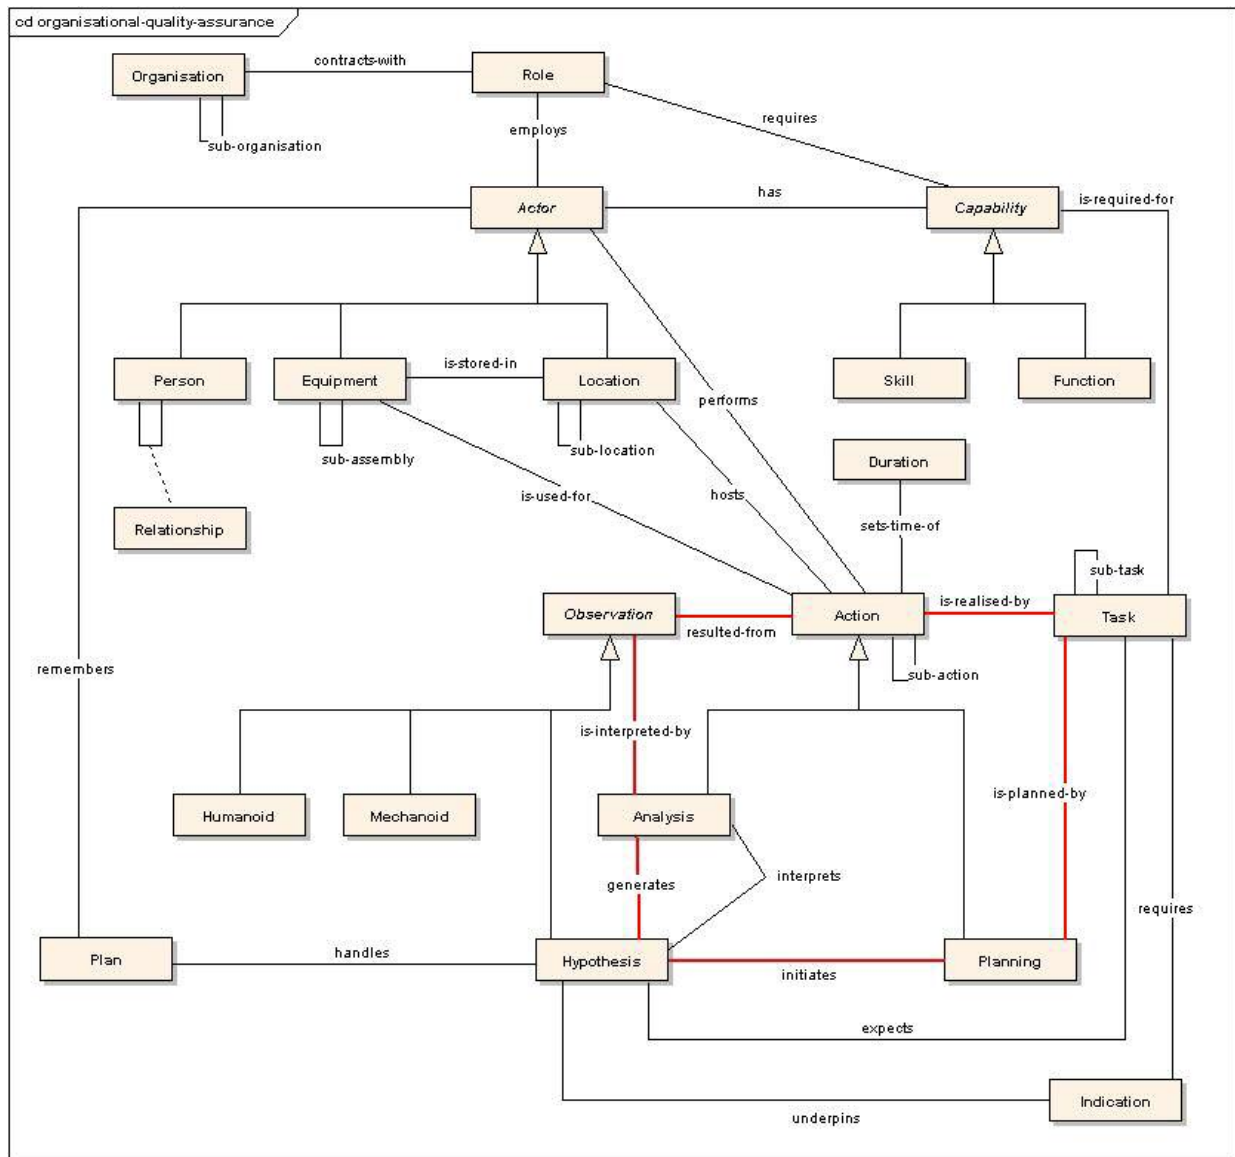 cd organisational-quality-assurance
Organisation
contracts-with
Role
sub-organisation
employs
requires
Actor
has
Capability
is-required-for
Person
Equipment
is-stored-in
Location
performs
Skill
Function
sub-assembly
sub-location
Duration
is-used-for
hosts
Relationship
sets-time-of
sub-task
Observation
resulted-from
Action
is-realised-by
Task
remembers
sub-action
is-interpreted-by
is-planned-by
Humanoid
Mechanoid
Analysis
generates
interprets
requires
Plan
handles
Hypothesis
initiates
Planning
expects
Indication
underpins